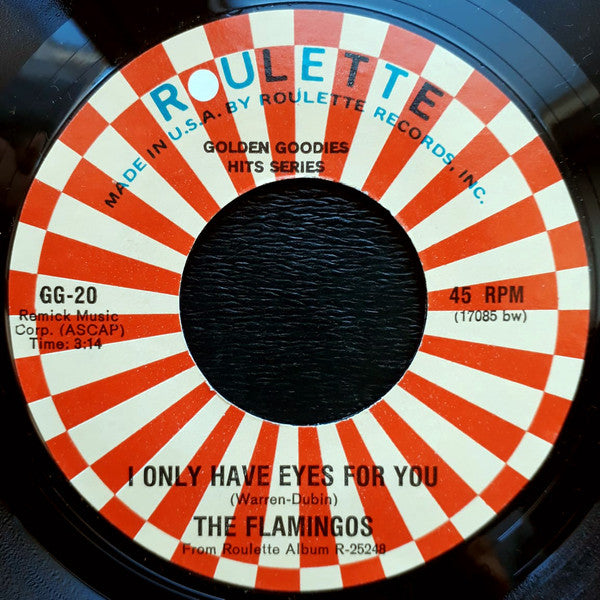 ROULETTE
MADE IN U.S.A. BY ROULETTE RECORDS, INC.
GOLDEN GOODIES
HITS SERIES
GG-20
Remick Music
Corp. (ASCAP)
Time: 3:14
45 RPM
(17085 bw)
I ONLY HAVE EYES FOR YOU
(Warren-Dubin)
THE FLAMINGOS
From Roulette Album R-25248